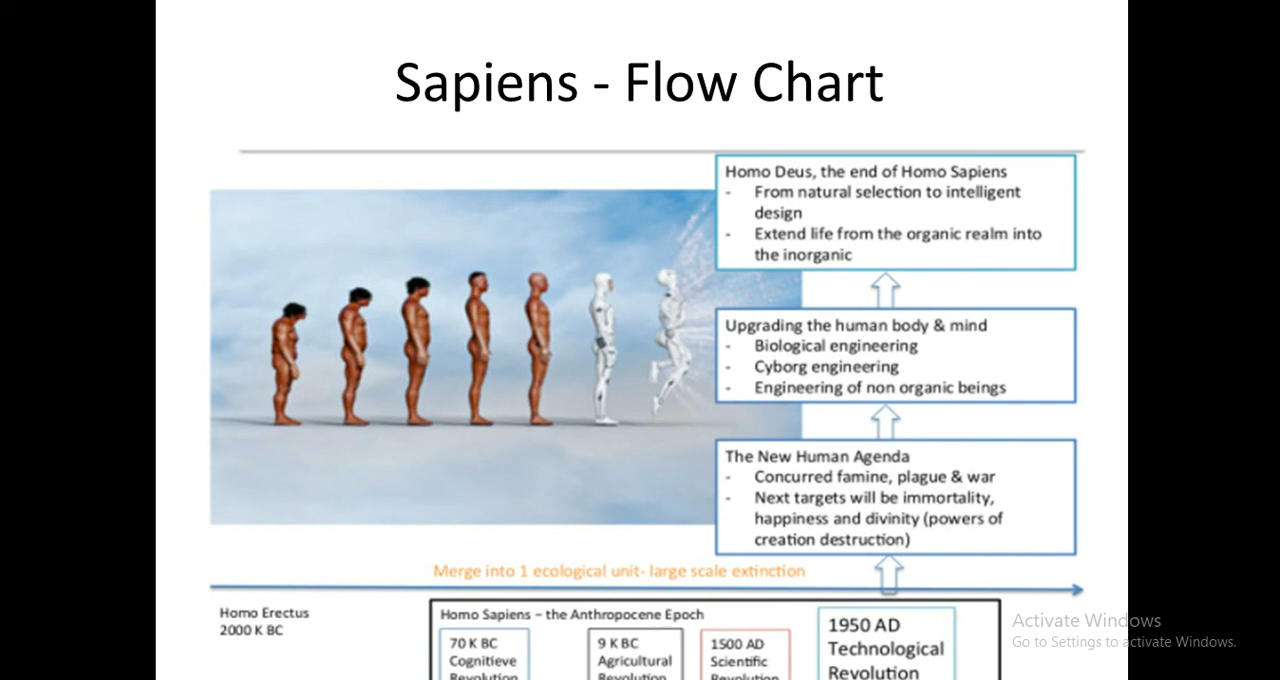 Sapiens - Flow Chart
Homo Deus, the end of Homo Sapiens
- From natural selection to intelligent
design
- Extend life from the organic realm into
the inorganic
Upgrading the human body & mind
- Biological engineering
- Cyborg engineering
- Engineering of non organic beings
The New Human Agenda
- Concurred famine, plague & war
- Next targets will be immortality,
happiness and divinity (powers of
creation destruction)
Merge into 1 ecological unit- large scale extinction
Homo Erectus
2000 K BC
Homo Sapiens – the Anthropocene Epoch
70 K BC
Cognitieve
Revolution
9 K BC
Agricultural
Revolution
1500 AD
Scientific
Revolution
1950 AD
Technological
Revolution
Activate Windows
Go to Settings to activate Windows.